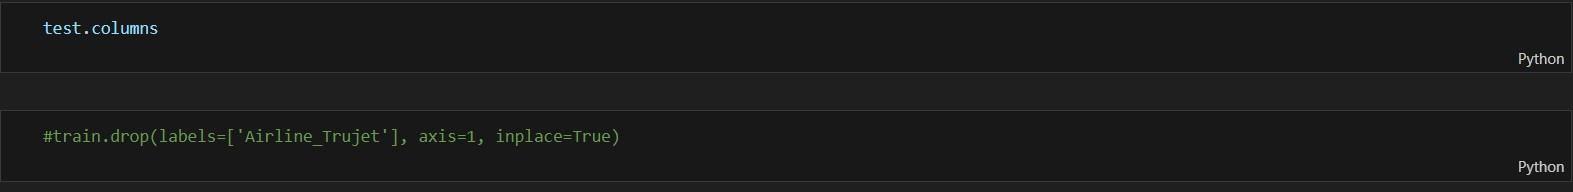 test.columns
Python
#train.drop(labels=['Airline_Trujet'], axis=1, inplace=True)
Python